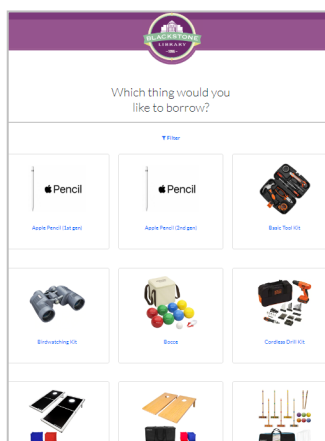 BLACKSTONE
LIBRARY
Which thing would you
like to borrow?
Filter
Pencil
Pencil
Apple Pencil (1st gen)
Apple Pencil (2nd gen)
Basic Tool Kit
Birdwatching Kit
Bocce
Cordless Drill Kit